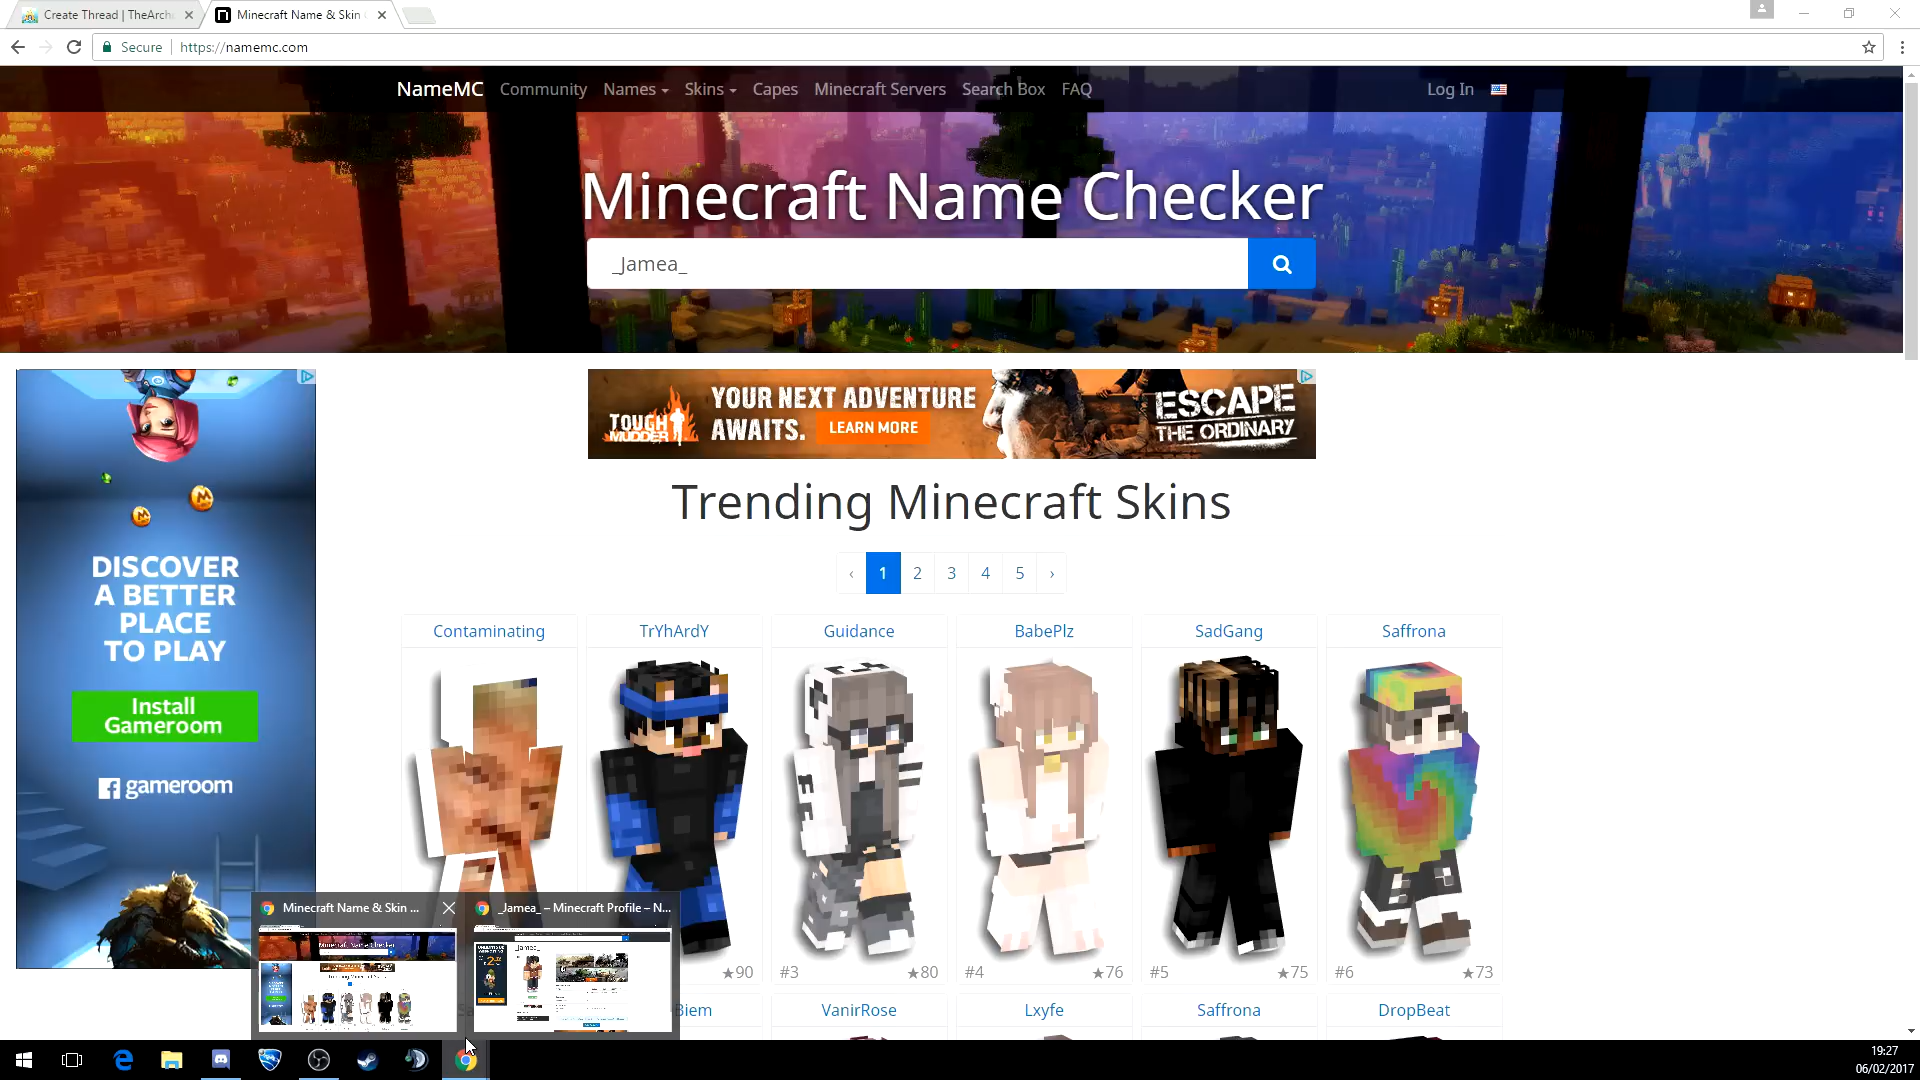 Create Thread | TheArch
Minecraft Name & Skin
Secure
https://namemc.com
NameMC Community Names Skins Capes Minecraft Servers Search Box FAQ Log In
Minecraft Name Checker
_Jamea_
TOUGH MUDDER
YOUR NEXT ADVENTURE
AWAITS. LEARN MORE
ESCAPE
THE ORDINARY
DISCOVER
A BETTER
PLACE
TO PLAY
Install
Gameroom
gameroom
Trending Minecraft Skins
‹ 1 2 3 4 5 ›
Contaminating TrYhArdY Guidance BabePlz SadGang Saffrona
★90 #3 ★80 #4 ★76 #5 ★75 #6 ★73
Biem VanirRose Lxyfe Saffrona DropBeat
Minecraft Name & Skin ...
_Jamea_ – Minecraft Profile – N...
19:27
06/02/2017